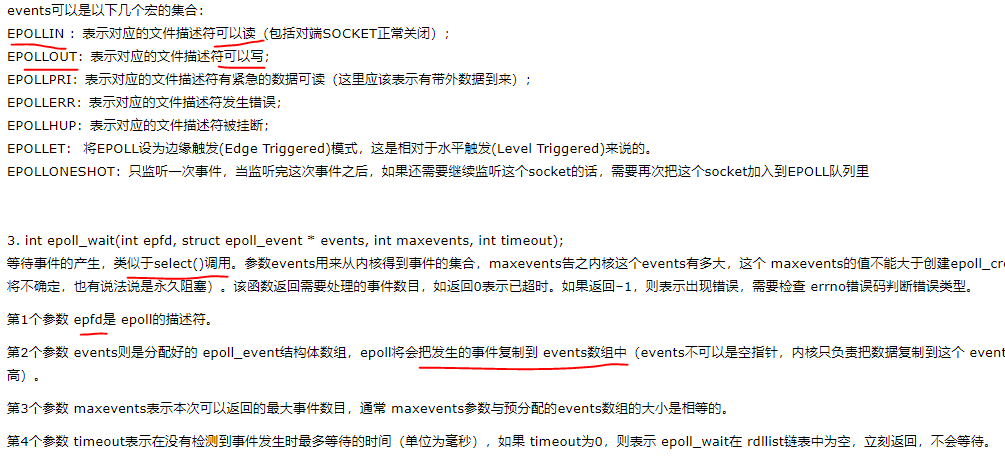 events可以是以下几个宏的集合：
EPOLLIN ：表示对应的文件描述符可以读（包括对端SOCKET正常关闭）；
EPOLLOUT：表示对应的文件描述符可以写；
EPOLLPRI：表示对应的文件描述符有紧急的数据可读（这里应该表示有带外数据到来）；
EPOLLERR：表示对应的文件描述符发生错误；
EPOLLHUP：表示对应的文件描述符被挂断；
EPOLLET： 将EPOLL设为边缘触发(Edge Triggered)模式，这是相对于水平触发(Level Triggered)来说的。
EPOLLONESHOT：只监听一次事件，当监听完这次事件之后，如果还需要继续监听这个socket的话，需要再次把这个socket加入到EPOLL队列里
3. int epoll_wait(int epfd, struct epoll_event * events, int maxevents, int timeout);
等待事件的产生，类似于select()调用。参数events用来从内核得到事件的集合，maxevents告之内核这个events有多大，这个 maxevents的值不能大于创建epoll_cre
将不确定，也有说法说是永久阻塞）。该函数返回需要处理的事件数目，如返回0表示已超时。如果返回–1，则表示出现错误，需要检查 errno错误码判断错误类型。
第1个参数 epfd是 epoll的描述符。
第2个参数 events则是分配好的 epoll_event结构体数组，epoll将会把发生的事件复制到 events数组中（events不可以是空指针，内核只负责把数据复制到这个 event
高）。
第3个参数 maxevents表示本次可以返回的最大事件数目，通常 maxevents参数与预分配的events数组的大小是相等的。
第4个参数 timeout表示在没有检测到事件发生时最多等待的时间（单位为毫秒），如果 timeout为0，则表示 epoll_wait在 rdllist链表中为空，立刻返回，不会等待。